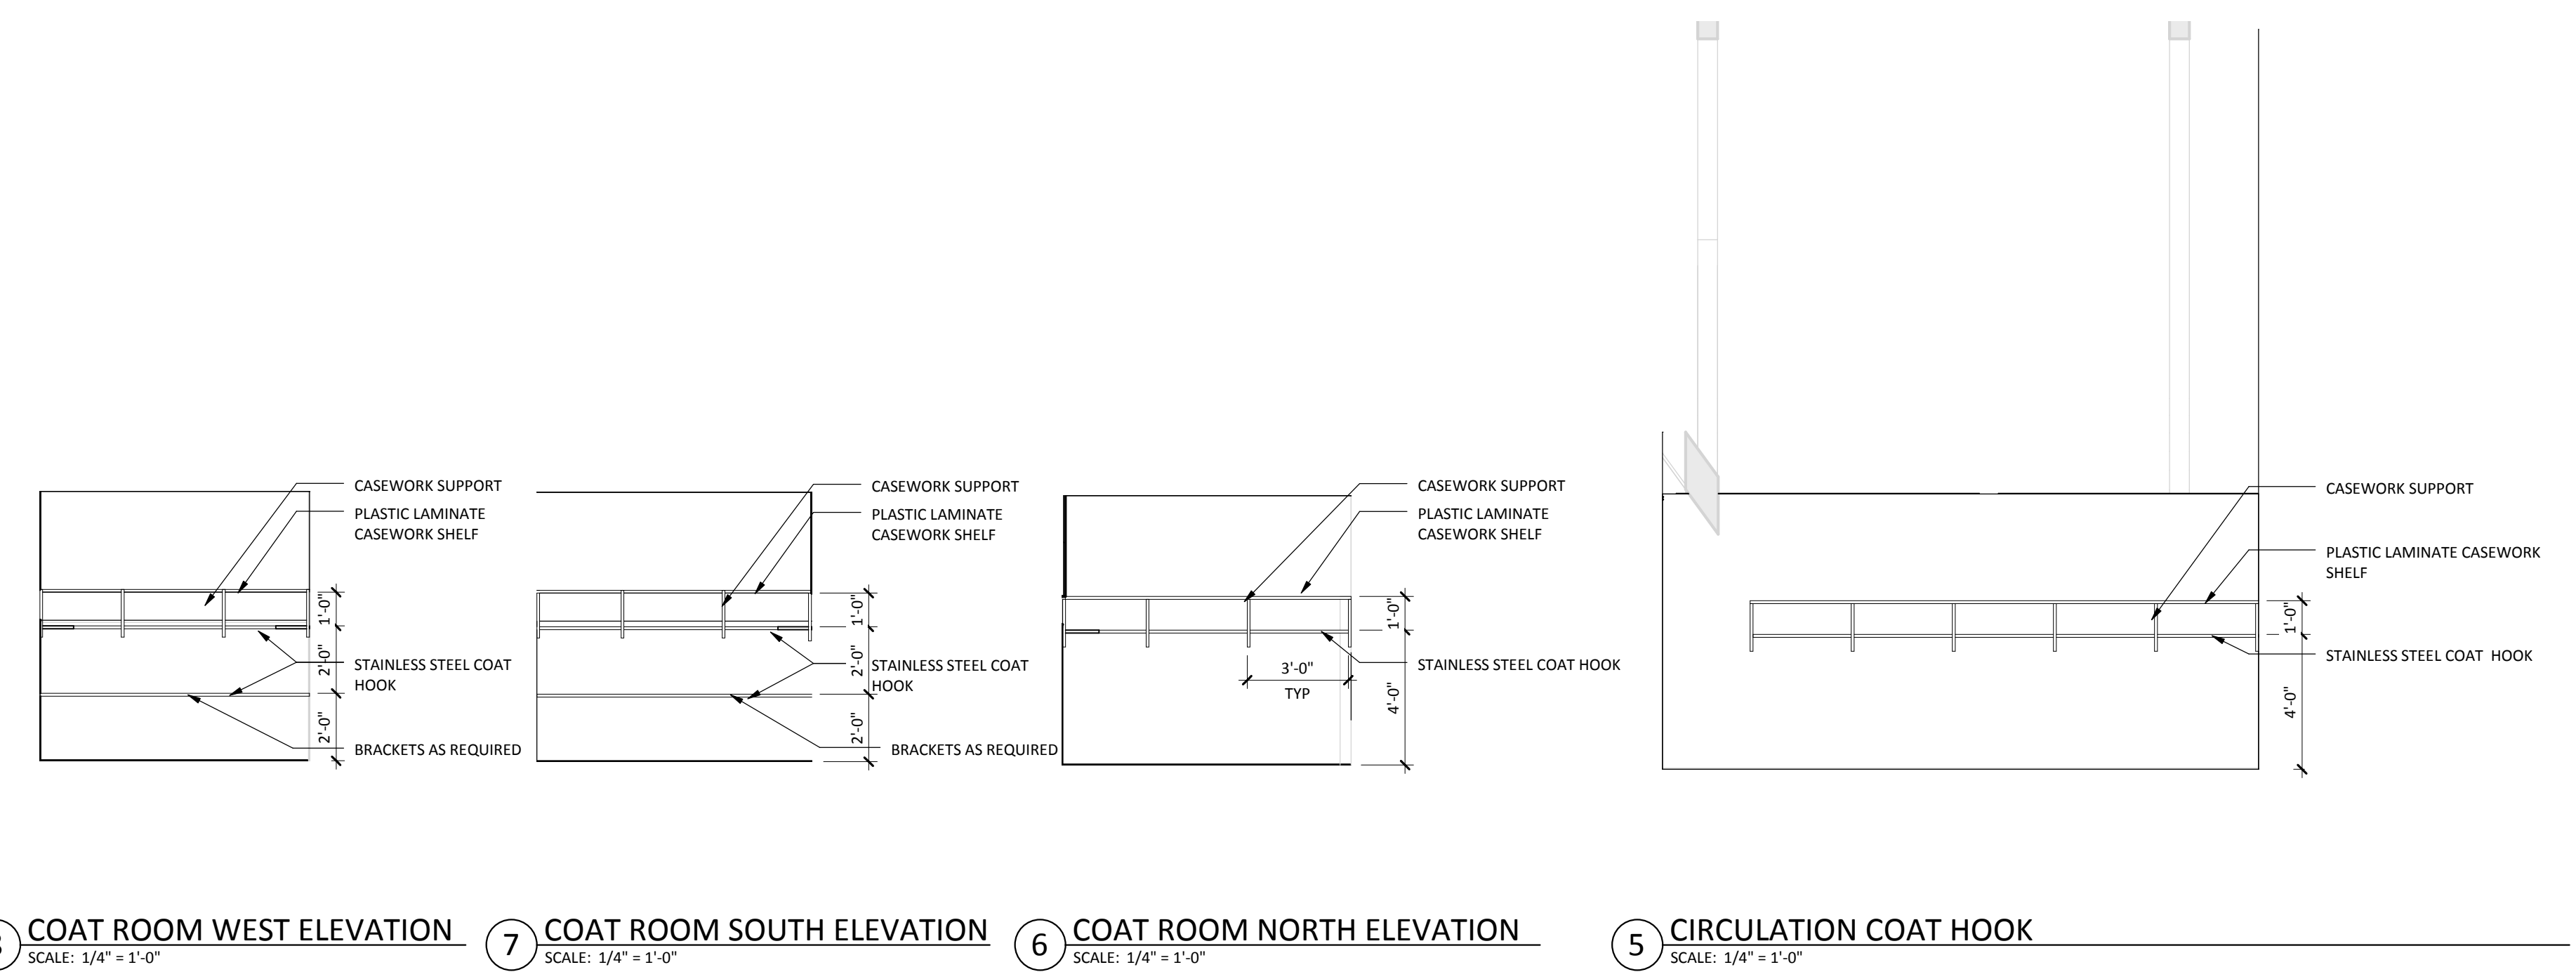 CASEWORK SUPPORT
PLASTIC LAMINATE
CASEWORK SHELF
1'-0"
2'-0"
STAINLESS STEEL COAT
HOOK
2'-0"
BRACKETS AS REQUIRED
COAT ROOM WEST ELEVATION
SCALE: 1/4" = 1'-0"
CASEWORK SUPPORT
PLASTIC LAMINATE
CASEWORK SHELF
1'-0"
2'-0"
STAINLESS STEEL COAT
HOOK
2'-0"
BRACKETS AS REQUIRED
7
COAT ROOM SOUTH ELEVATION
SCALE: 1/4" = 1'-0"
CASEWORK SUPPORT
PLASTIC LAMINATE
CASEWORK SHELF
1'-0"
STAINLESS STEEL COAT HOOK
3'-0"
TYP
4'-0"
6
COAT ROOM NORTH ELEVATION
SCALE: 1/4" = 1'-0"
CASEWORK SUPPORT
PLASTIC LAMINATE CASEWORK
SHELF
1'-0"
STAINLESS STEEL COAT HOOK
4'-0"
5
CIRCULATION COAT HOOK
SCALE: 1/4" = 1'-0"